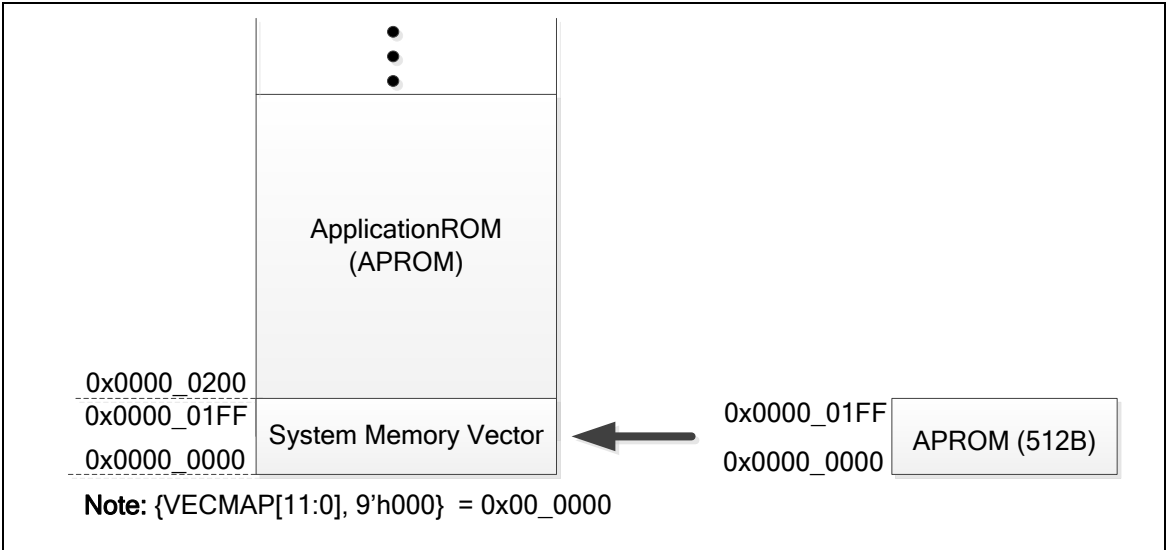 ApplicationROM
(APROM)
0x0000_0200
0x0000_01FF
System Memory Vector
0x0000_0000
0x0000_01FF
APROM (512B)
0x0000_0000
Note: {VECMAP[11:0], 9’h000} = 0x00_0000